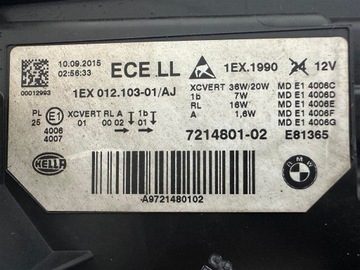 10.09.2015
02:56:33
00012993
ECE LL
1EX.1990
24 12V
1EX 012.103-01/AJ
XCVERT 36W/20W MD E1 4006C
1b 7W MD E1 4006D
RL 16W MD E1 4006E
A 1,6W MD E1 4006F
MD E1 4006G
PL E1 XCVERT RL A 1b
25 01 00 02 01
4006
4007
7214801-02 E81365
HELLA
A9721480102
BMW